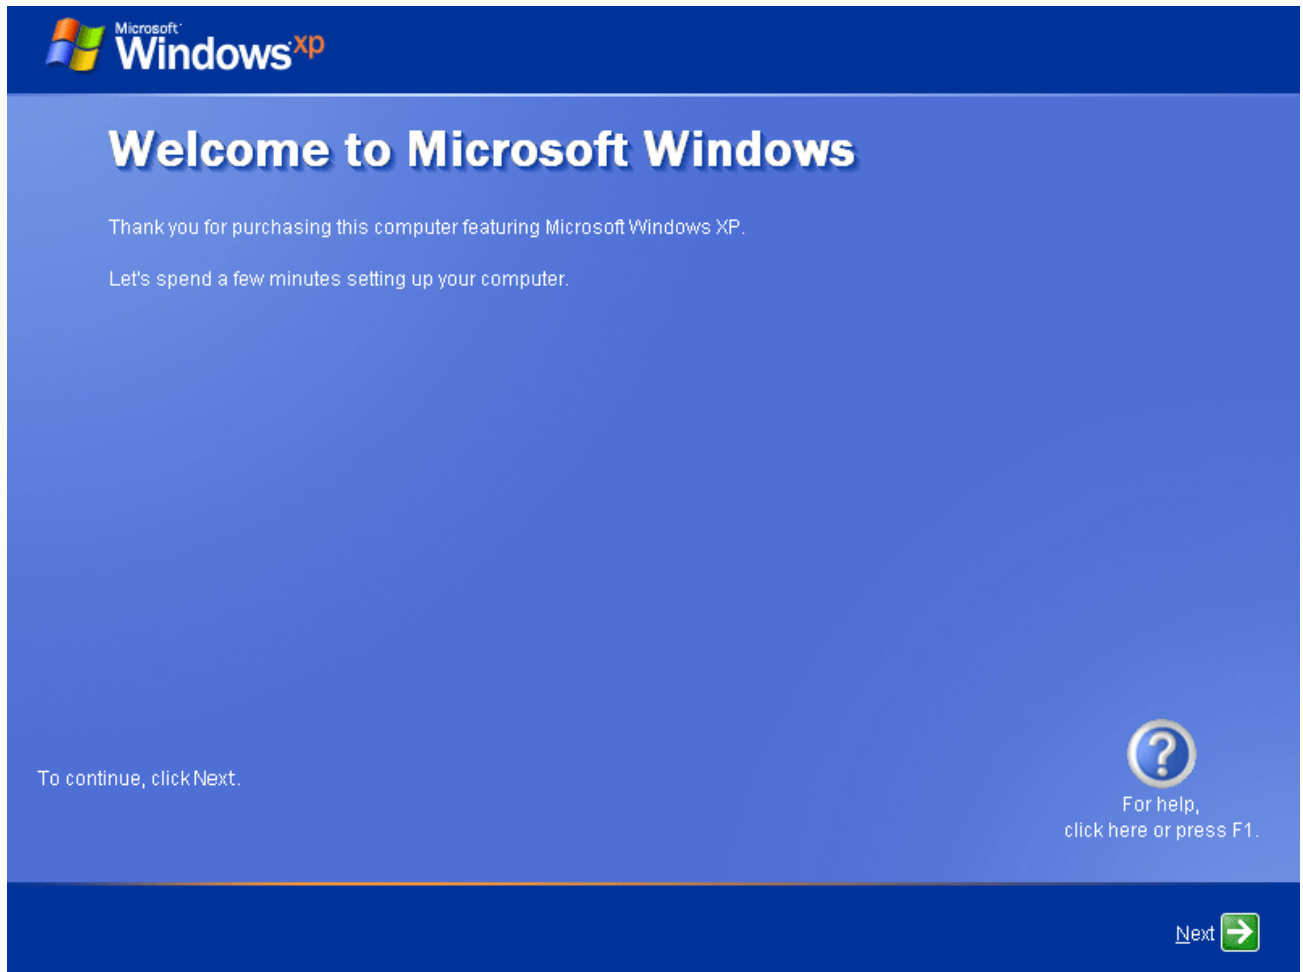 Microsoft
Windows xp
Welcome to Microsoft Windows
Thank you for purchasing this computer featuring Microsoft Windows XP.
Let's spend a few minutes setting up your computer.
To continue, click Next.
?
For help,
click here or press F1.
Next